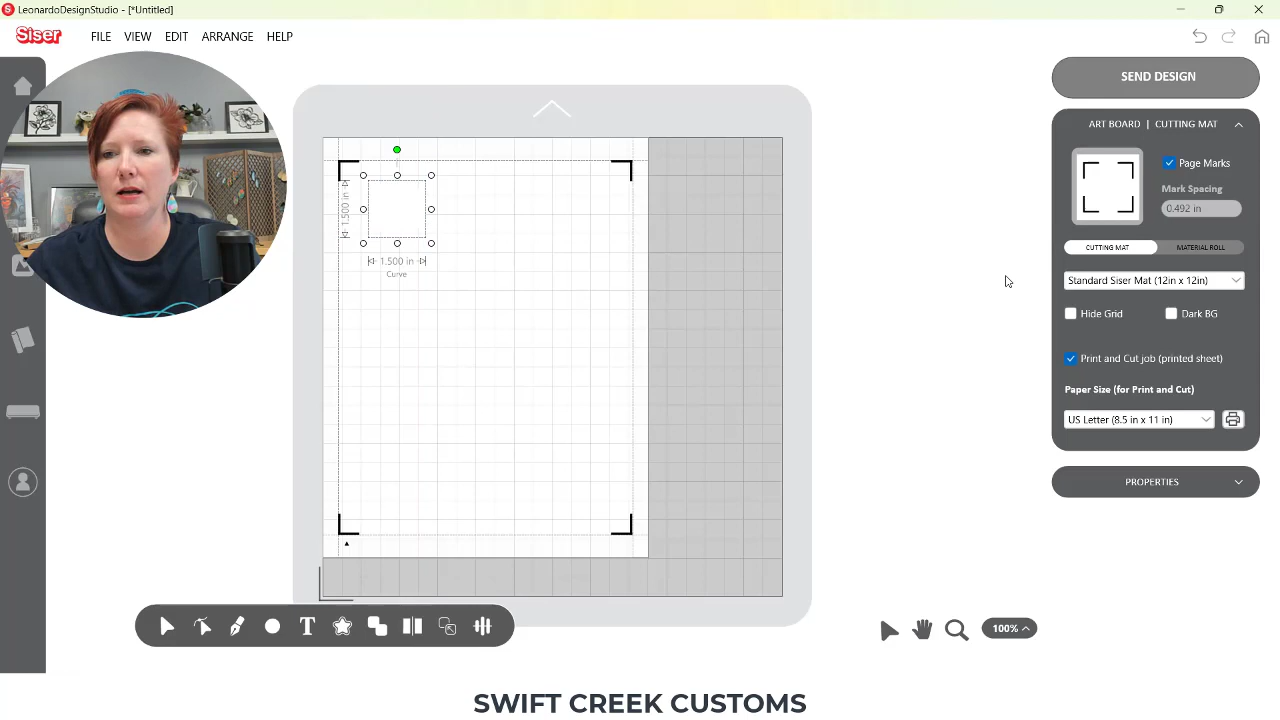 LeonardoDesignStudio - [*Untitled]
Siser
FILE VIEW EDIT ARRANGE HELP
SEND DESIGN
ART BOARD | CUTTING MAT
Page Marks
Mark Spacing
0.492 in
CUTTING MAT MATERIAL ROLL
Standard Siser Mat (12in x 12in)
Hide Grid Dark BG
Print and Cut job (printed sheet)
Paper Size (for Print and Cut)
US Letter (8.5 in x 11 in)
PROPERTIES
1.500 in
1.500 in
Curve
T
100%
SWIFT CREEK CUSTOMS